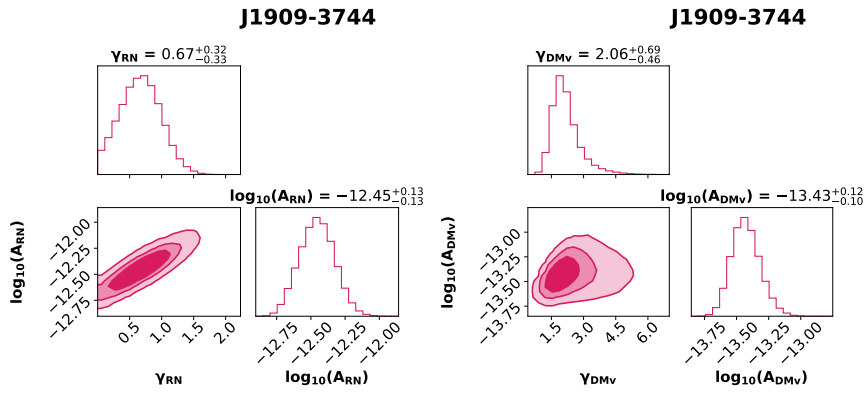 J1909-3744
J1909-3744
γRN = 0.67+0.32−0.33
γDMv = 2.06+0.69−0.46
log10(ARN) = −12.45+0.13−0.13
log10(ADMv) = −13.43+0.12−0.10
log10(ARN)
−12.00
−12.25
−12.50
−12.75
log10(ADMv)
−13.00
−13.25
−13.50
−13.75
0.5 1.0 1.5 2.0
−12.75 −12.50 −12.25 −12.00
1.5 3.0 4.5 6.0
−13.75 −13.50 −13.25 −13.00
γRN
log10(ARN)
γDMv
log10(ADMv)